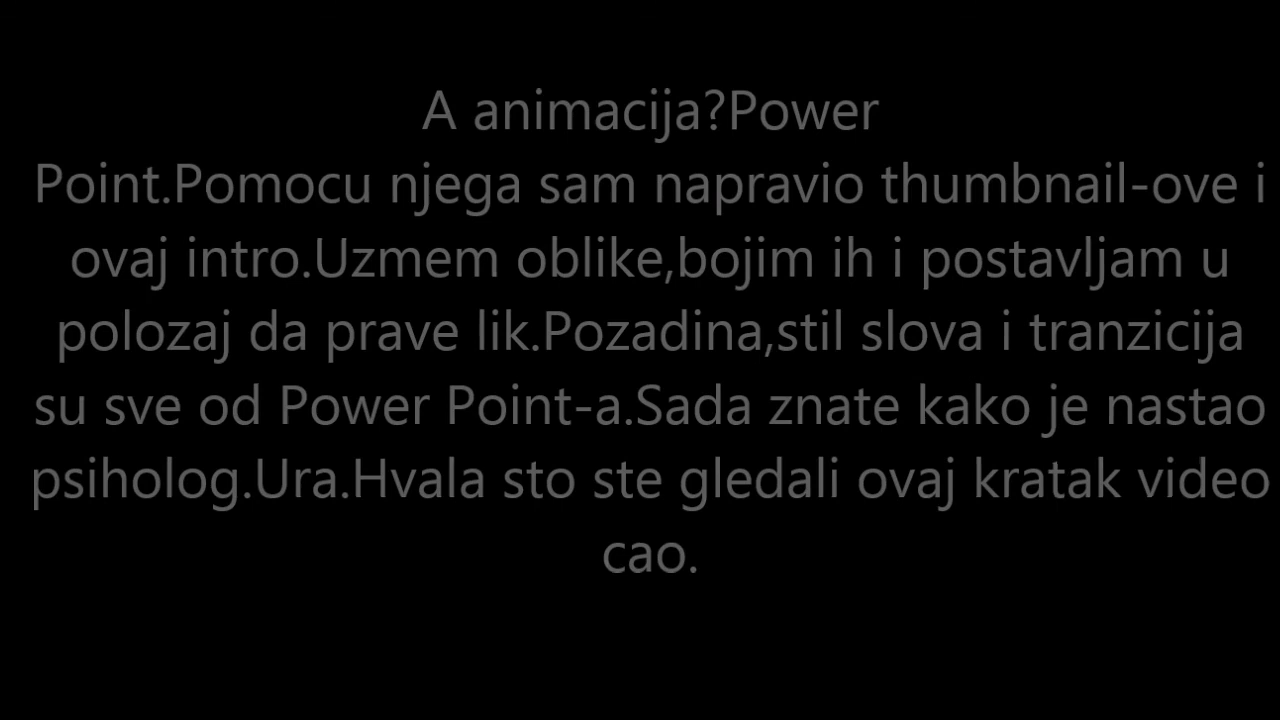 A animacija?Power
Point.Pomocu njega sam napravio thumbnail-ove i
ovaj intro.Uzmem oblike,bojim ih i postavljam u
polozaj da prave lik.Pozadina,stil slova i tranzicija
su sve od Power Point-a.Sada znate kako je nastao
psiholog.Ura.Hvala sto ste gledali ovaj kratak video
cao.